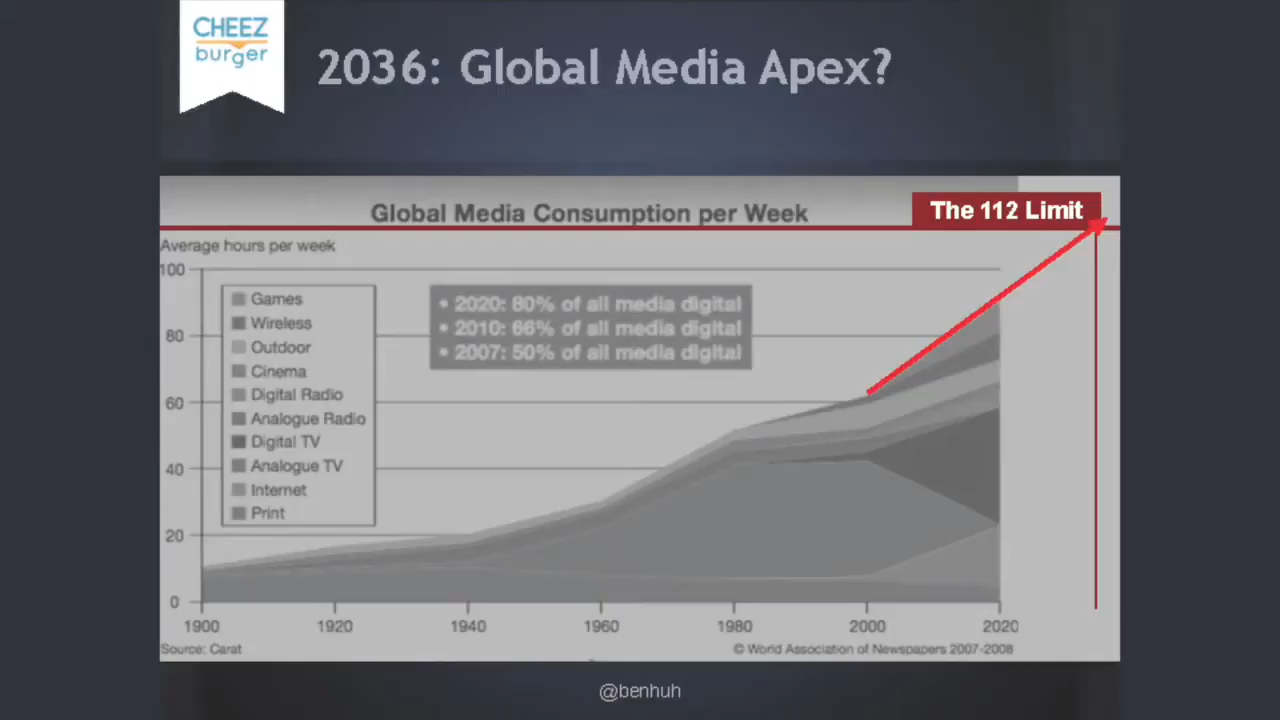 CHEEZ
burger
2036: Global Media Apex?
Global Media Consumption per Week
The 112 Limit
Average hours per week
100
80
60
40
20
0
Games
Wireless
Outdoor
Cinema
Digital Radio
Analogue Radio
Digital TV
Analogue TV
Internet
Print
• 2020: 80% of all media digital
• 2010: 66% of all media digital
• 2007: 50% of all media digital
1900 1920 1940 1960 1980 2000 2020
Source: Carat
© World Association of Newspapers 2007-2008
@benhuh